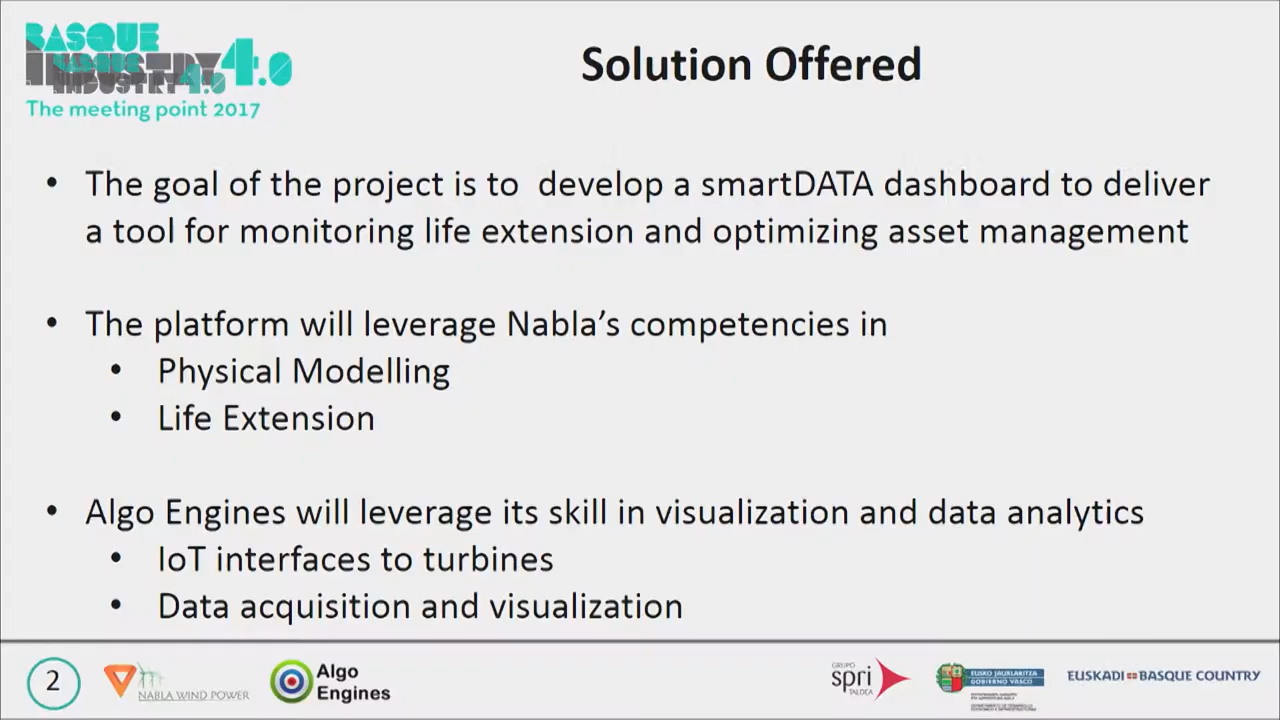 BASQUE
INDUSTRY 4.0
The meeting point 2017
Solution Offered
• The goal of the project is to develop a smartDATA dashboard to deliver
a tool for monitoring life extension and optimizing asset management
• The platform will leverage Nabla’s competencies in
• Physical Modelling
• Life Extension
• Algo Engines will leverage its skill in visualization and data analytics
• IoT interfaces to turbines
• Data acquisition and visualization
2
NABLA WIND POWER
Algo
Engines
GRUPO
spri
TALDEA
EUSKO JAURLARITZA
GOBIERNO VASCO
EUSKADI BASQUE COUNTRY